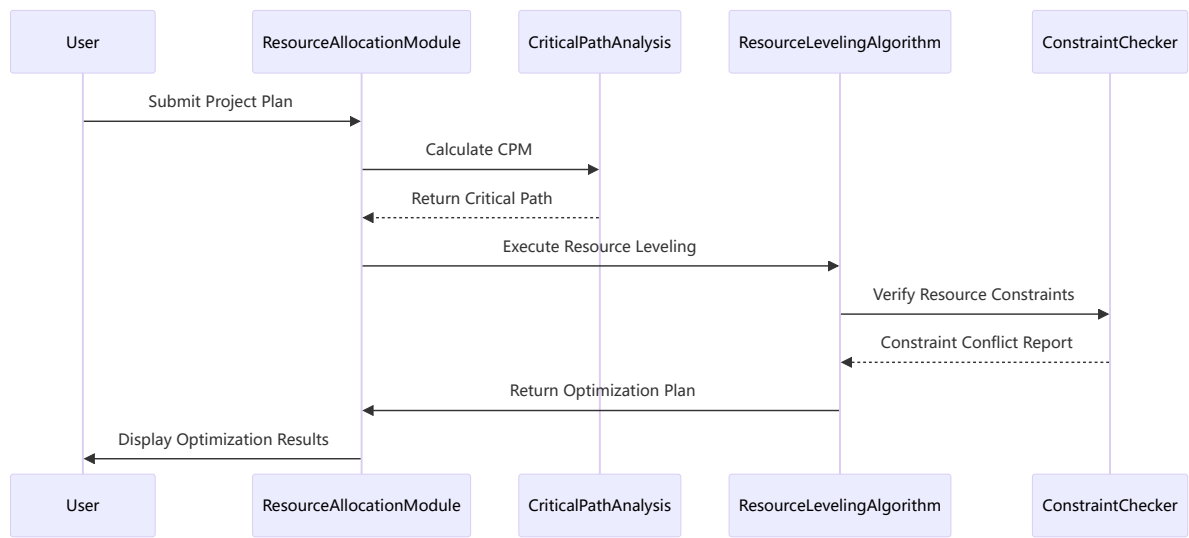 User
ResourceAllocationModule
CriticalPathAnalysis
ResourceLevelingAlgorithm
ConstraintChecker
Submit Project Plan
Calculate CPM
Return Critical Path
Execute Resource Leveling
Verify Resource Constraints
Constraint Conflict Report
Return Optimization Plan
Display Optimization Results
User
ResourceAllocationModule
CriticalPathAnalysis
ResourceLevelingAlgorithm
ConstraintChecker